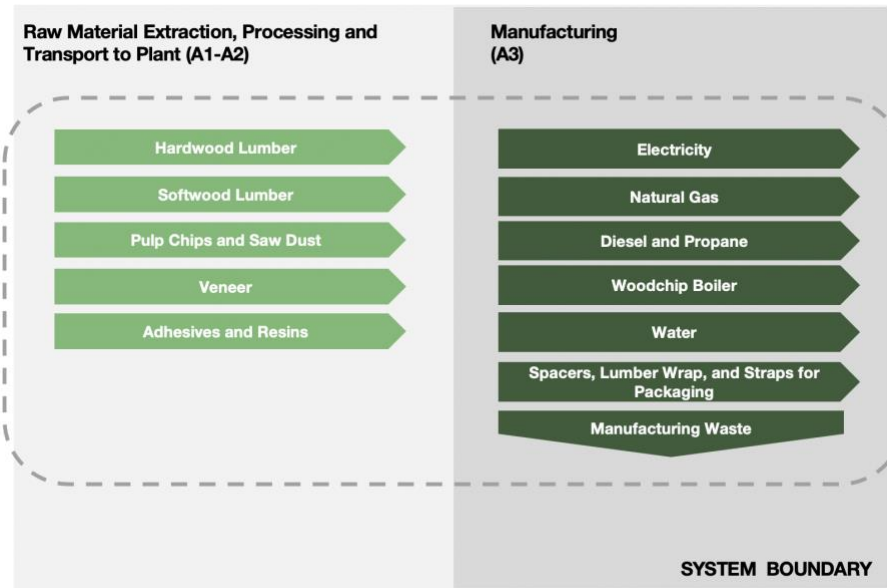 Raw Material Extraction, Processing and
Transport to Plant (A1-A2)
Hardwood Lumber
Softwood Lumber
Pulp Chips and Saw Dust
Veneer
Adhesives and Resins
Manufacturing
(A3)
Electricity
Natural Gas
Diesel and Propane
Woodchip Boiler
Water
Spacers, Lumber Wrap, and Straps for
Packaging
Manufacturing Waste
SYSTEM BOUNDARY